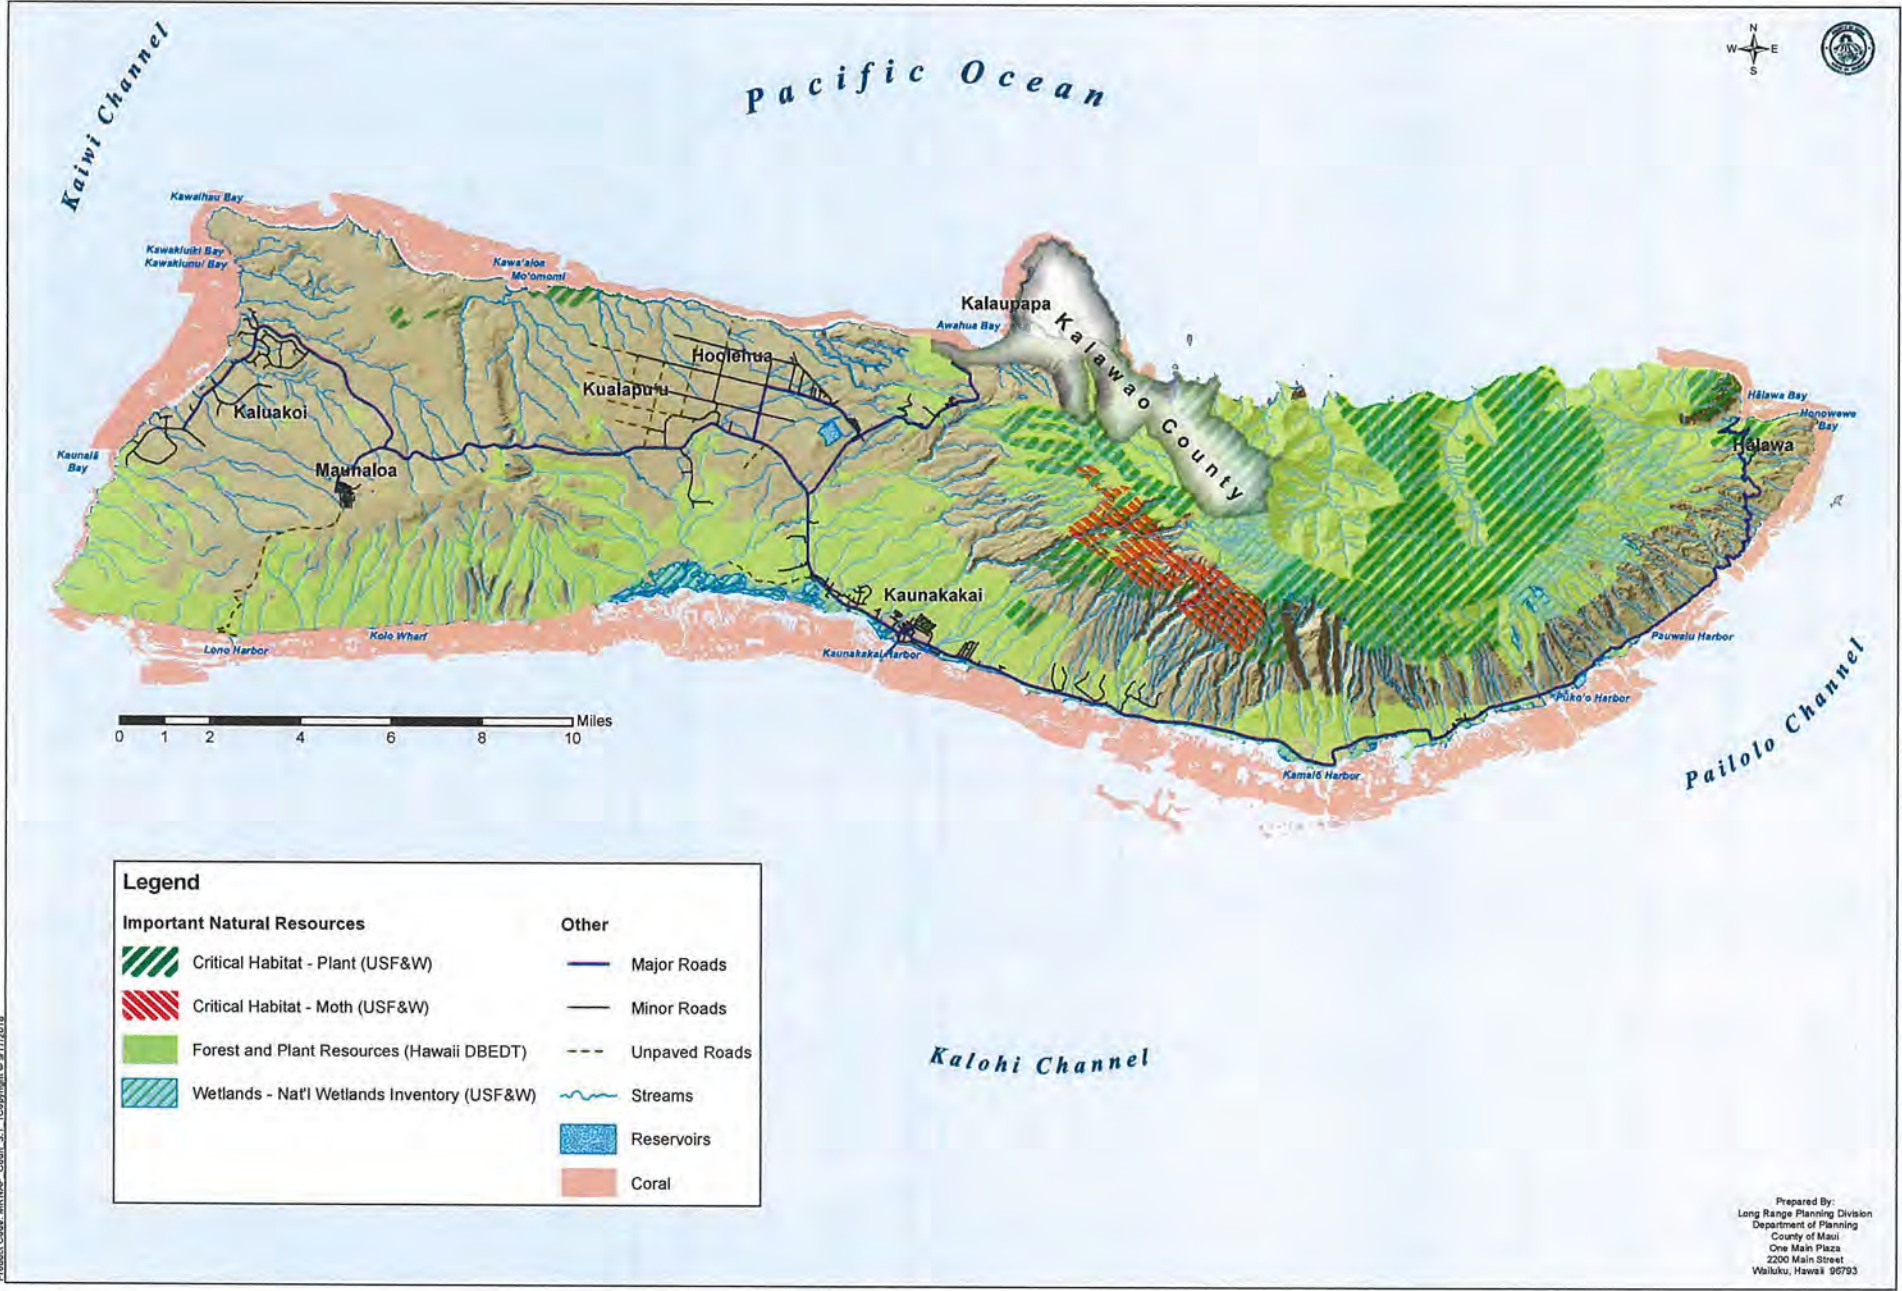 Pacific Ocean
Kaiwi Channel
N
W E
S
Kawaihau Bay
Kawakiuiki Bay
Kawakiunui Bay
Kawa'aloa
Mo'omomi
Kalaupapa
Awahua Bay
Kalawao County
Hoolehua
Kualapu'u
Kaluakoi
Maunaloa
Kaunalā
Bay
Hālawa Bay
Honowewe
Bay
Hālawa
Kaunakakai
Kolo Wharf
Lono Harbor
Kaunakakai Harbor
Pauwalu Harbor
Pūko'o Harbor
Kamalō Harbor
Pailolo Channel
Miles
0 1 2 4 6 8 10
Legend
Important Natural Resources
Critical Habitat - Plant (USF&W)
Critical Habitat - Moth (USF&W)
Forest and Plant Resources (Hawaii DBEDT)
Wetlands - Nat'l Wetlands Inventory (USF&W)
Other
Major Roads
Minor Roads
Unpaved Roads
Streams
Reservoirs
Coral
Kalohi Channel
Prepared By:
Long Range Planning Division
Department of Planning
County of Maui
One Main Plaza
2200 Main Street
Wailuku, Hawaii 96793